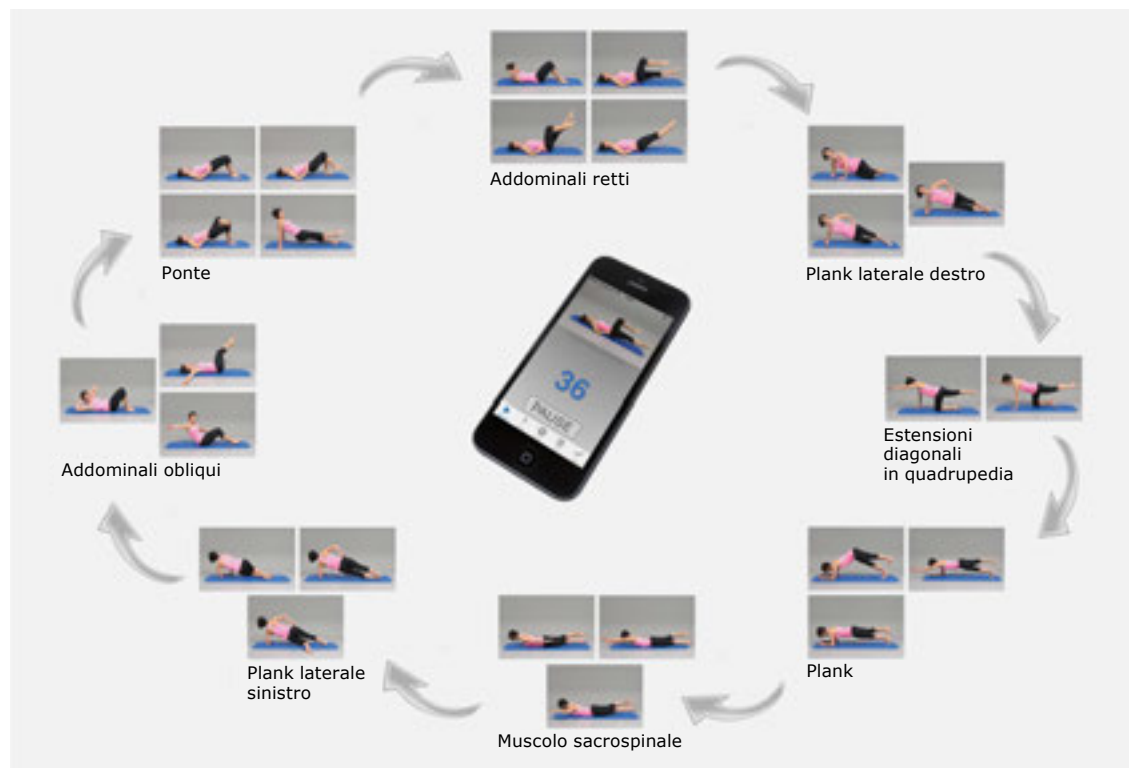 Addominali retti
Plank laterale destro
Estensioni
diagonali
in quadrupedia
Plank
Muscolo sacrospinale
Plank laterale
sinistro
Addominali obliqui
Ponte
36
PAUSE